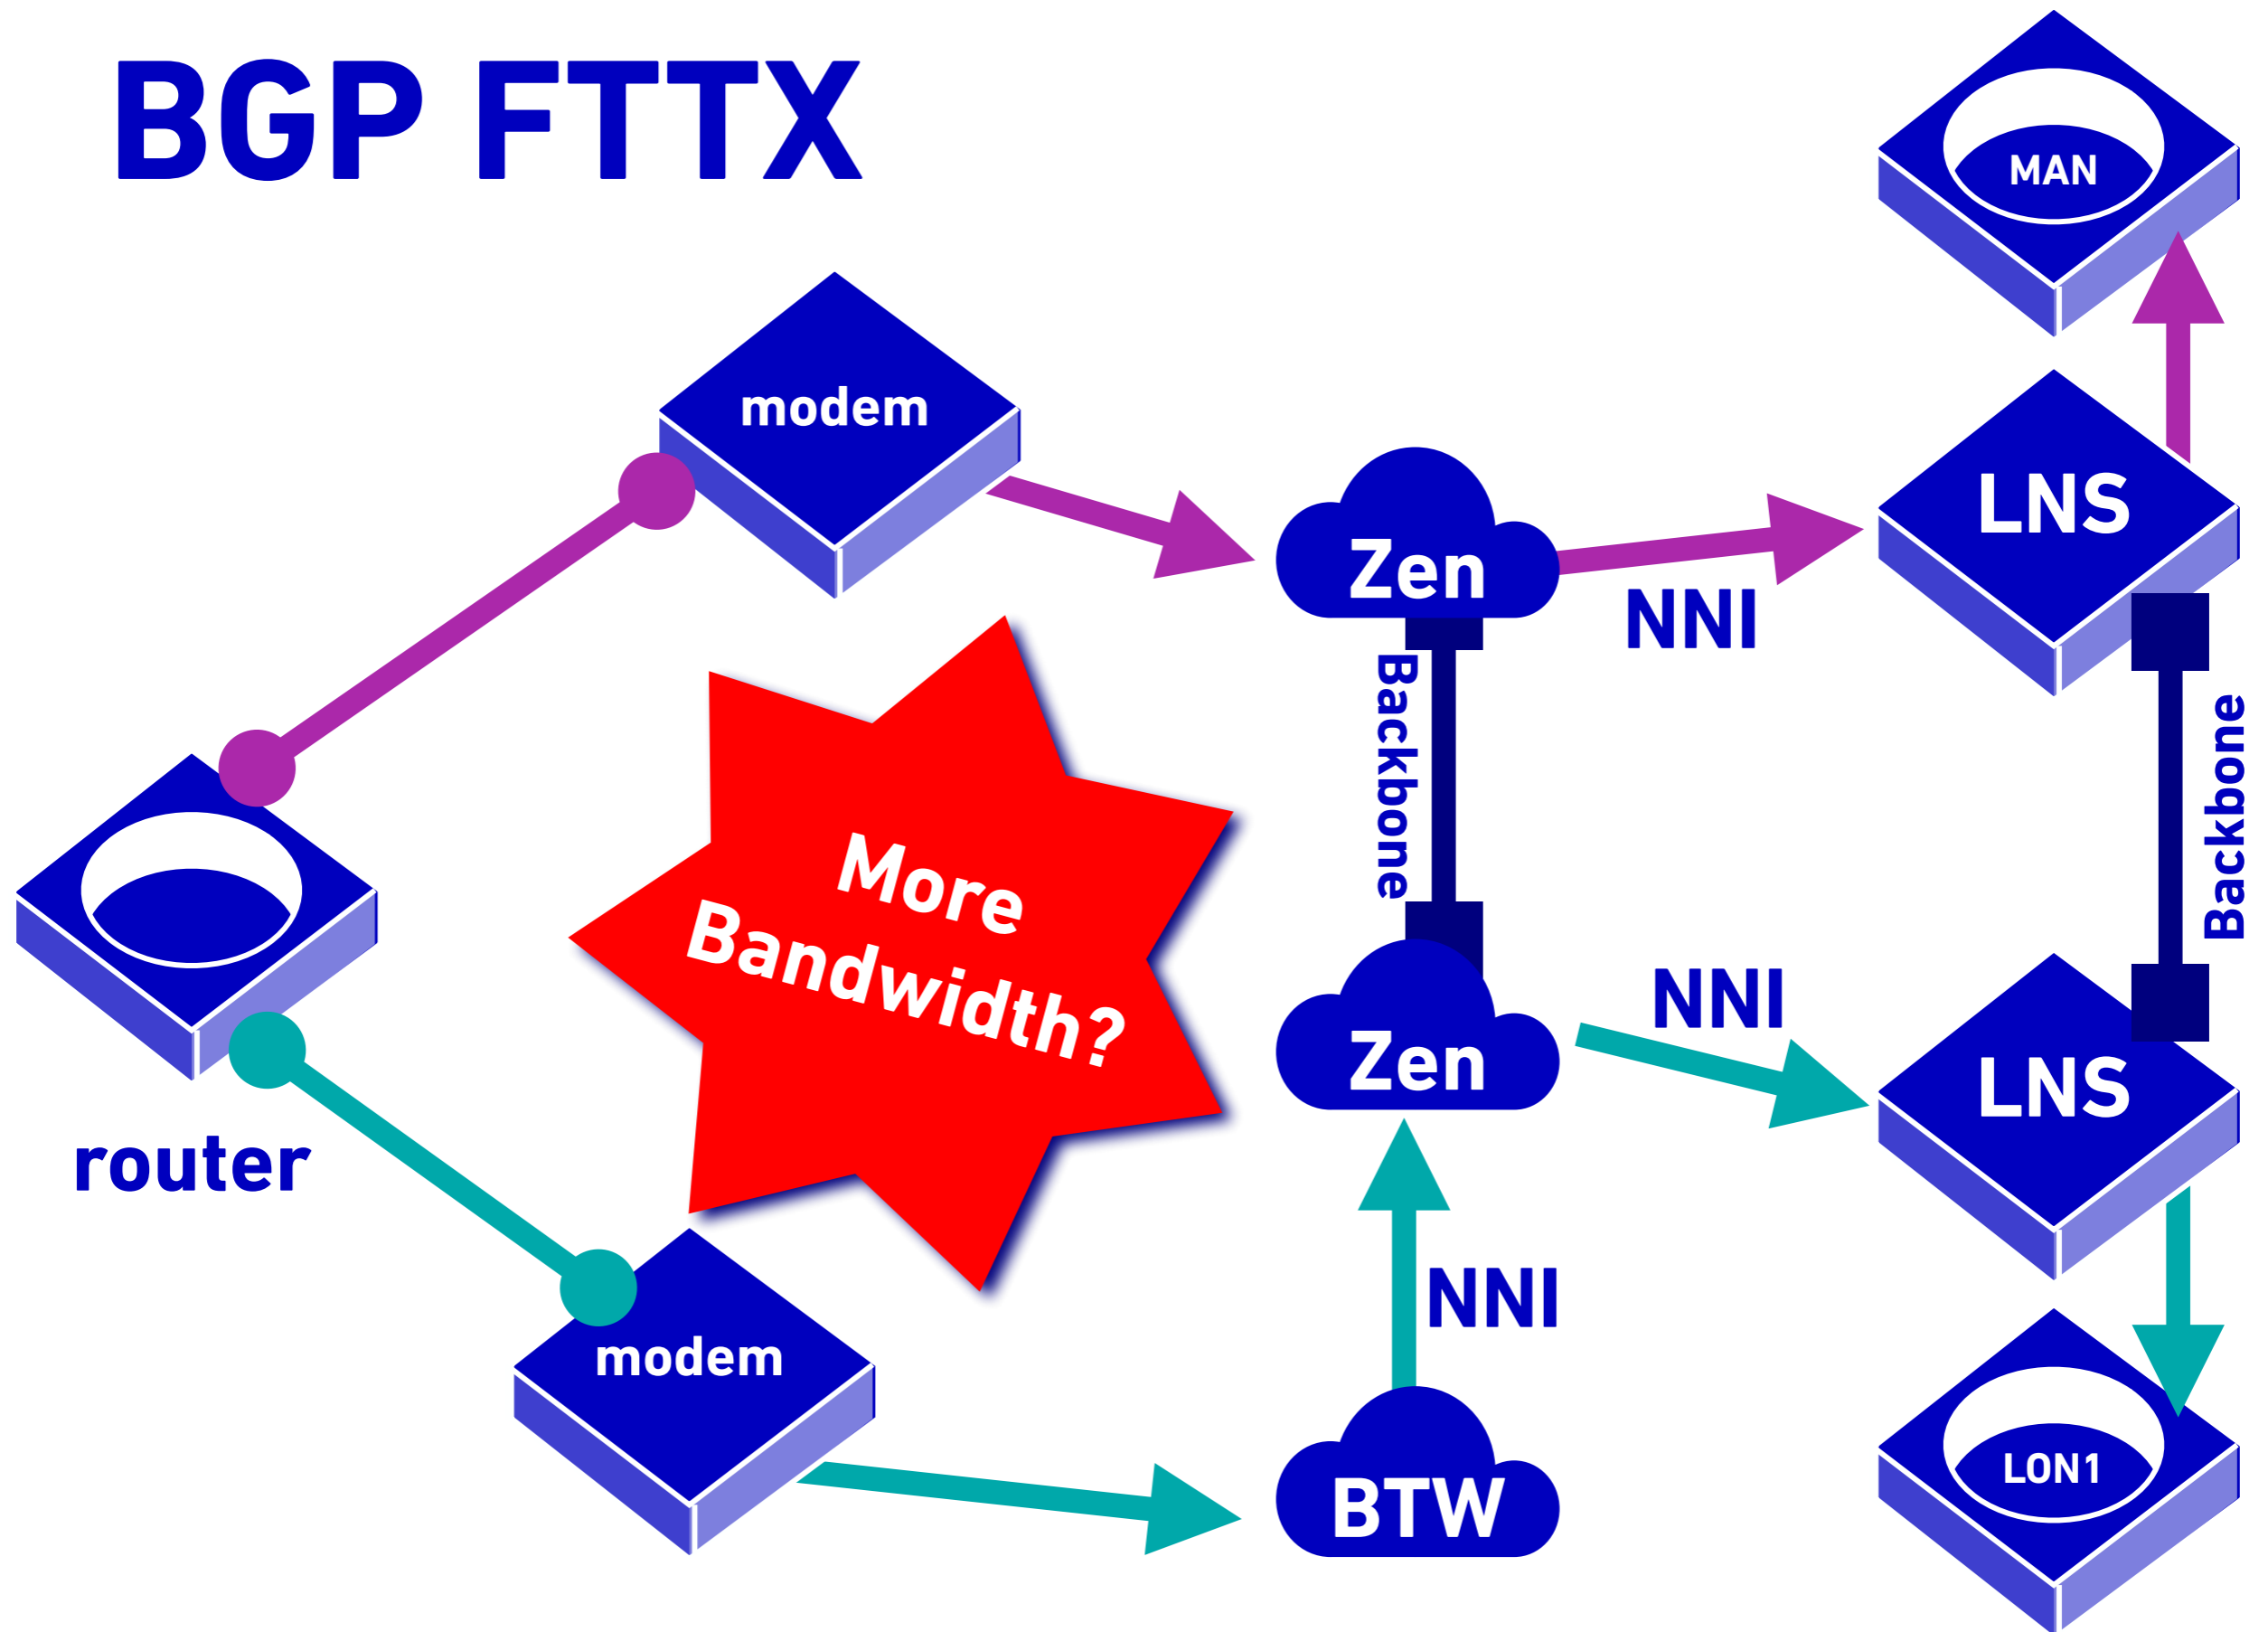 BGP FTTX
MAN
modem
LNS
Zen
NNI
Backbone
Backbone
More
Bandwidth?
NNI
Zen
LNS
router
NNI
modem
LON1
BTW